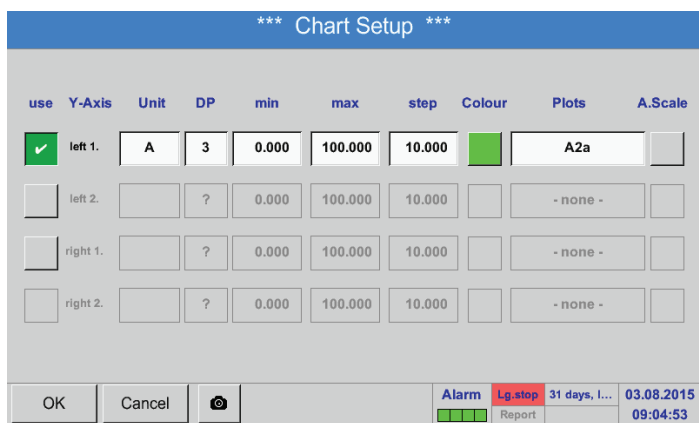 *** Chart Setup ***
use Y-Axis Unit DP min max step Colour Plots A.Scale
left 1. A 3 0.000 100.000 10.000 A2a
left 2. ? 0.000 100.000 10.000 - none -
right 1. ? 0.000 100.000 10.000 - none -
right 2. ? 0.000 100.000 10.000 - none -
OK Cancel Alarm Lg.stop 31 days, l... 03.08.2015
Report 09:04:53